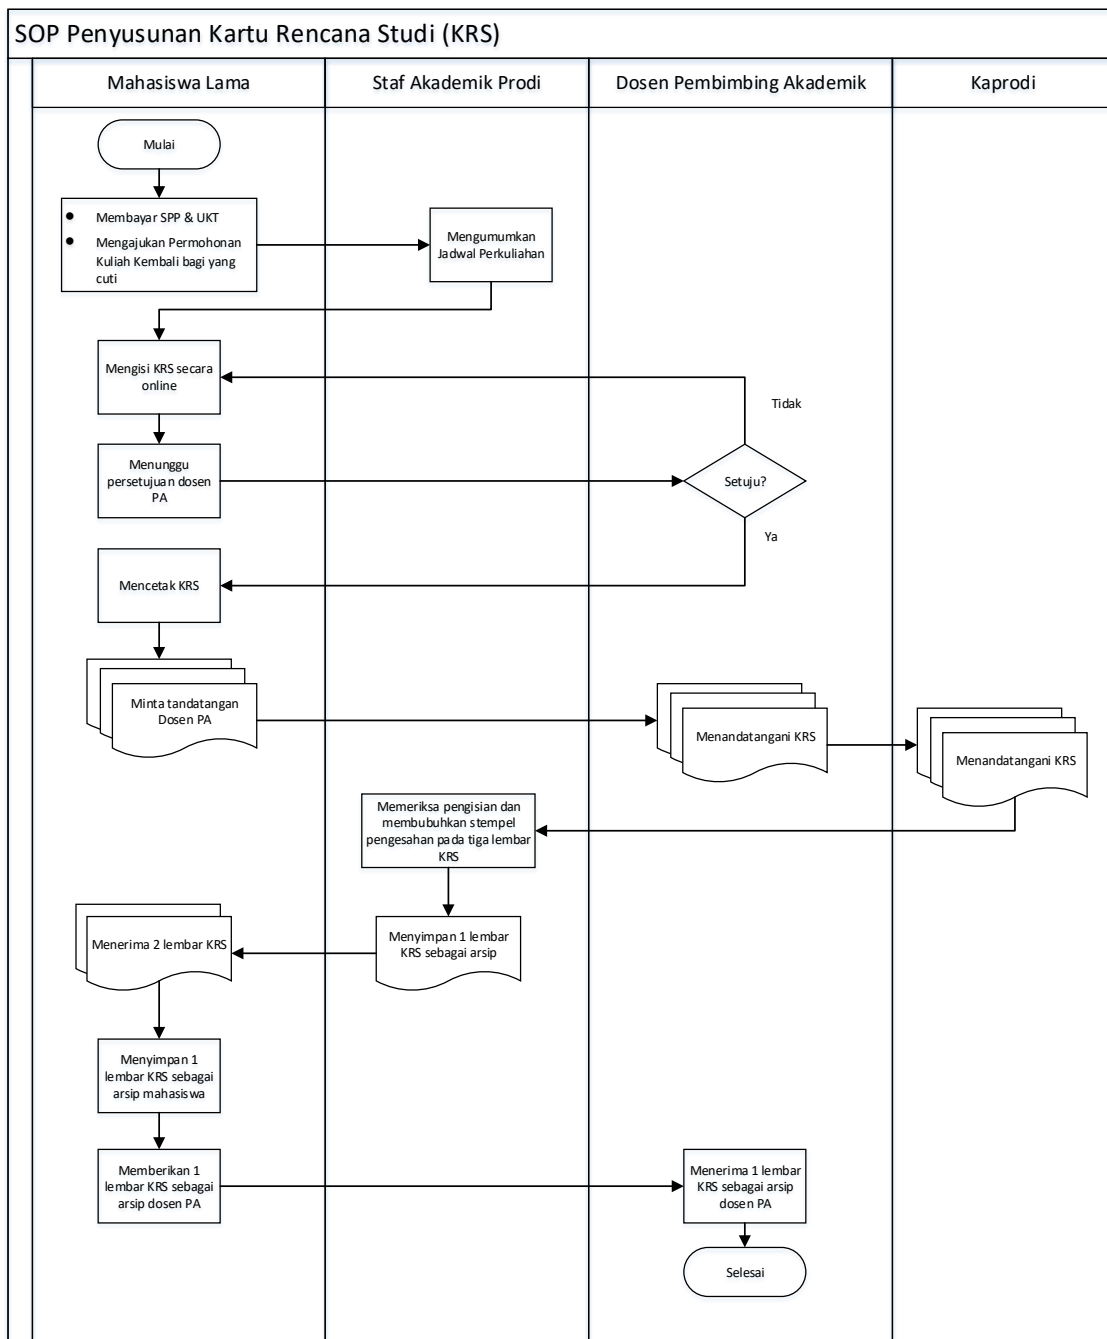 SOP Penyusunan Kartu Rencana Studi (KRS)
Mahasiswa Lama
Staf Akademik Prodi
Dosen Pembimbing Akademik
Kaprodi
Mulai
● Membayar SPP & UKT
● Mengajukan Permohonan
Kuliah Kembali bagi yang
cuti
Mengumumkan
Jadwal Perkuliahan
Mengisi KRS secara
online
Tidak
Menunggu
persetujuan dosen
PA
Setuju?
Ya
Mencetak KRS
Minta tandatangan
Dosen PA
Menandatangani KRS
Menandatangani KRS
Memeriksa pengisian dan
membubuhkan stempel
pengesahan pada tiga lembar
KRS
Menerima 2 lembar KRS
Menyimpan 1 lembar
KRS sebagai arsip
Menyimpan 1
lembar KRS sebagai
arsip mahasiswa
Memberikan 1
lembar KRS sebagai
arsip dosen PA
Menerima 1 lembar
KRS sebagai arsip
dosen PA
Selesai